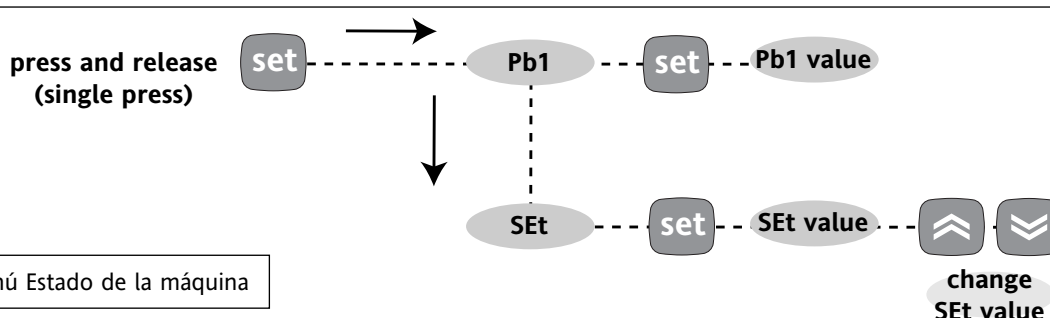 press and release
(single press)
set
Pb1
set
Pb1 value
SEt
set
SEt value
change
SEt value
ú Estado de la máquina